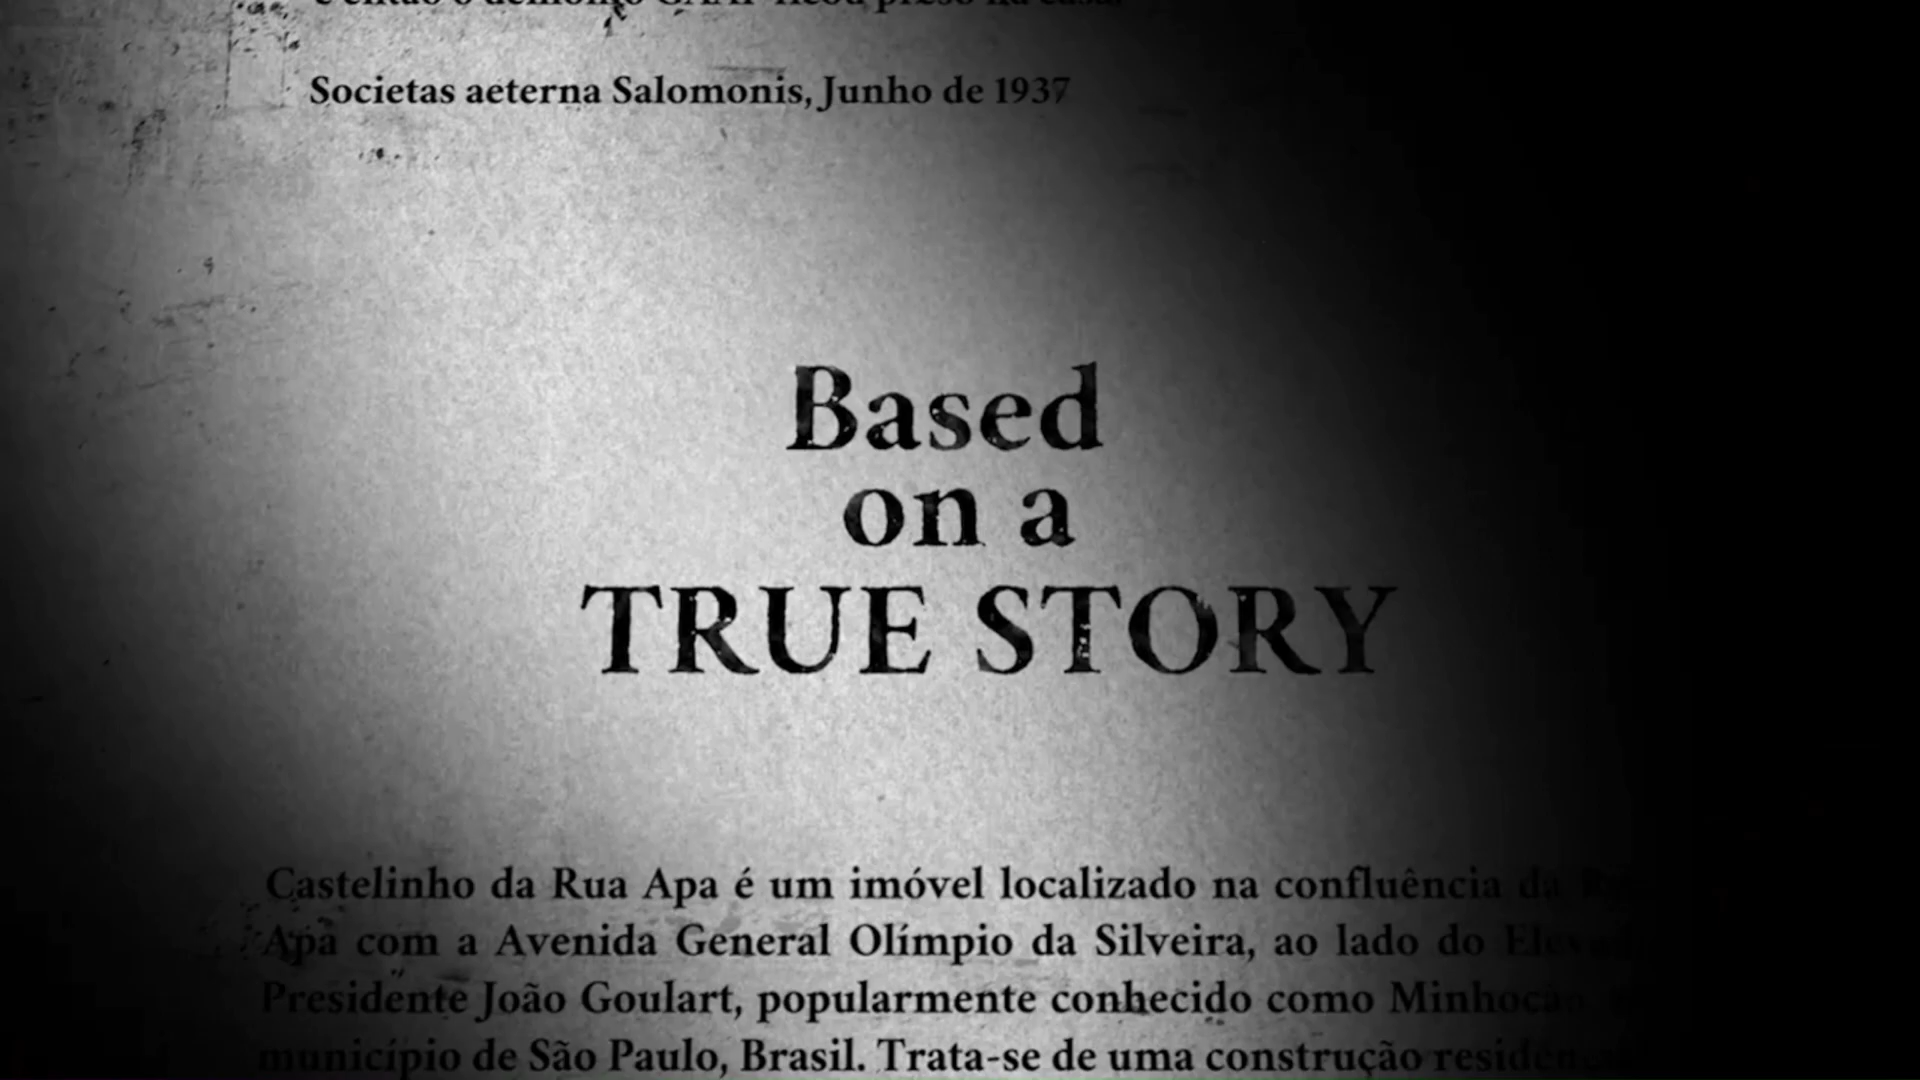 Societas aeterna Salomonis, Junho de 1937
Based
on a
TRUE STORY
Castelinho da Rua Apa é um imóvel localizado na confluência da
Apa com a Avenida General Olímpio da Silveira, ao lado do
Presidente João Goulart, popularmente conhecido como
município de São Paulo, Brasil. Trata-se de uma construção